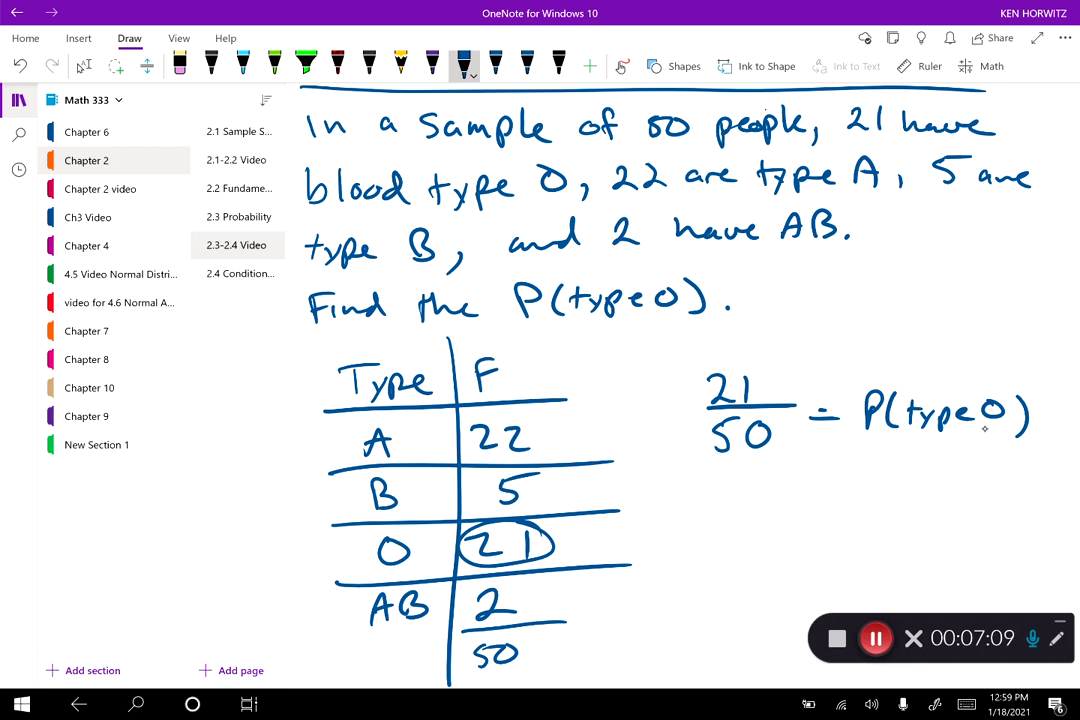 OneNote for Windows 10
KEN HORWITZ
Home Insert Draw View Help
Share
Shapes Ink to Shape Ink to Text Ruler Math
Math 333
Chapter 6
Chapter 2
Chapter 2 video
Ch3 Video
Chapter 4
4.5 Video Normal Distri...
video for 4.6 Normal A...
Chapter 7
Chapter 8
Chapter 10
Chapter 9
New Section 1
2.1 Sample S...
2.1-2.2 Video
2.2 Fundame...
2.3 Probability
2.3-2.4 Video
2.4 Condition...
In a sample of 50 people, 21 have
blood type O, 22 are type A, 5 are
type B, and 2 have AB.
Find the P(type O).
Type F
A 22
B 5
O 21
AB 2
50
21
50 = P(type O)
00:07:09
Add section
Add page
12:59 PM
1/18/2021
6